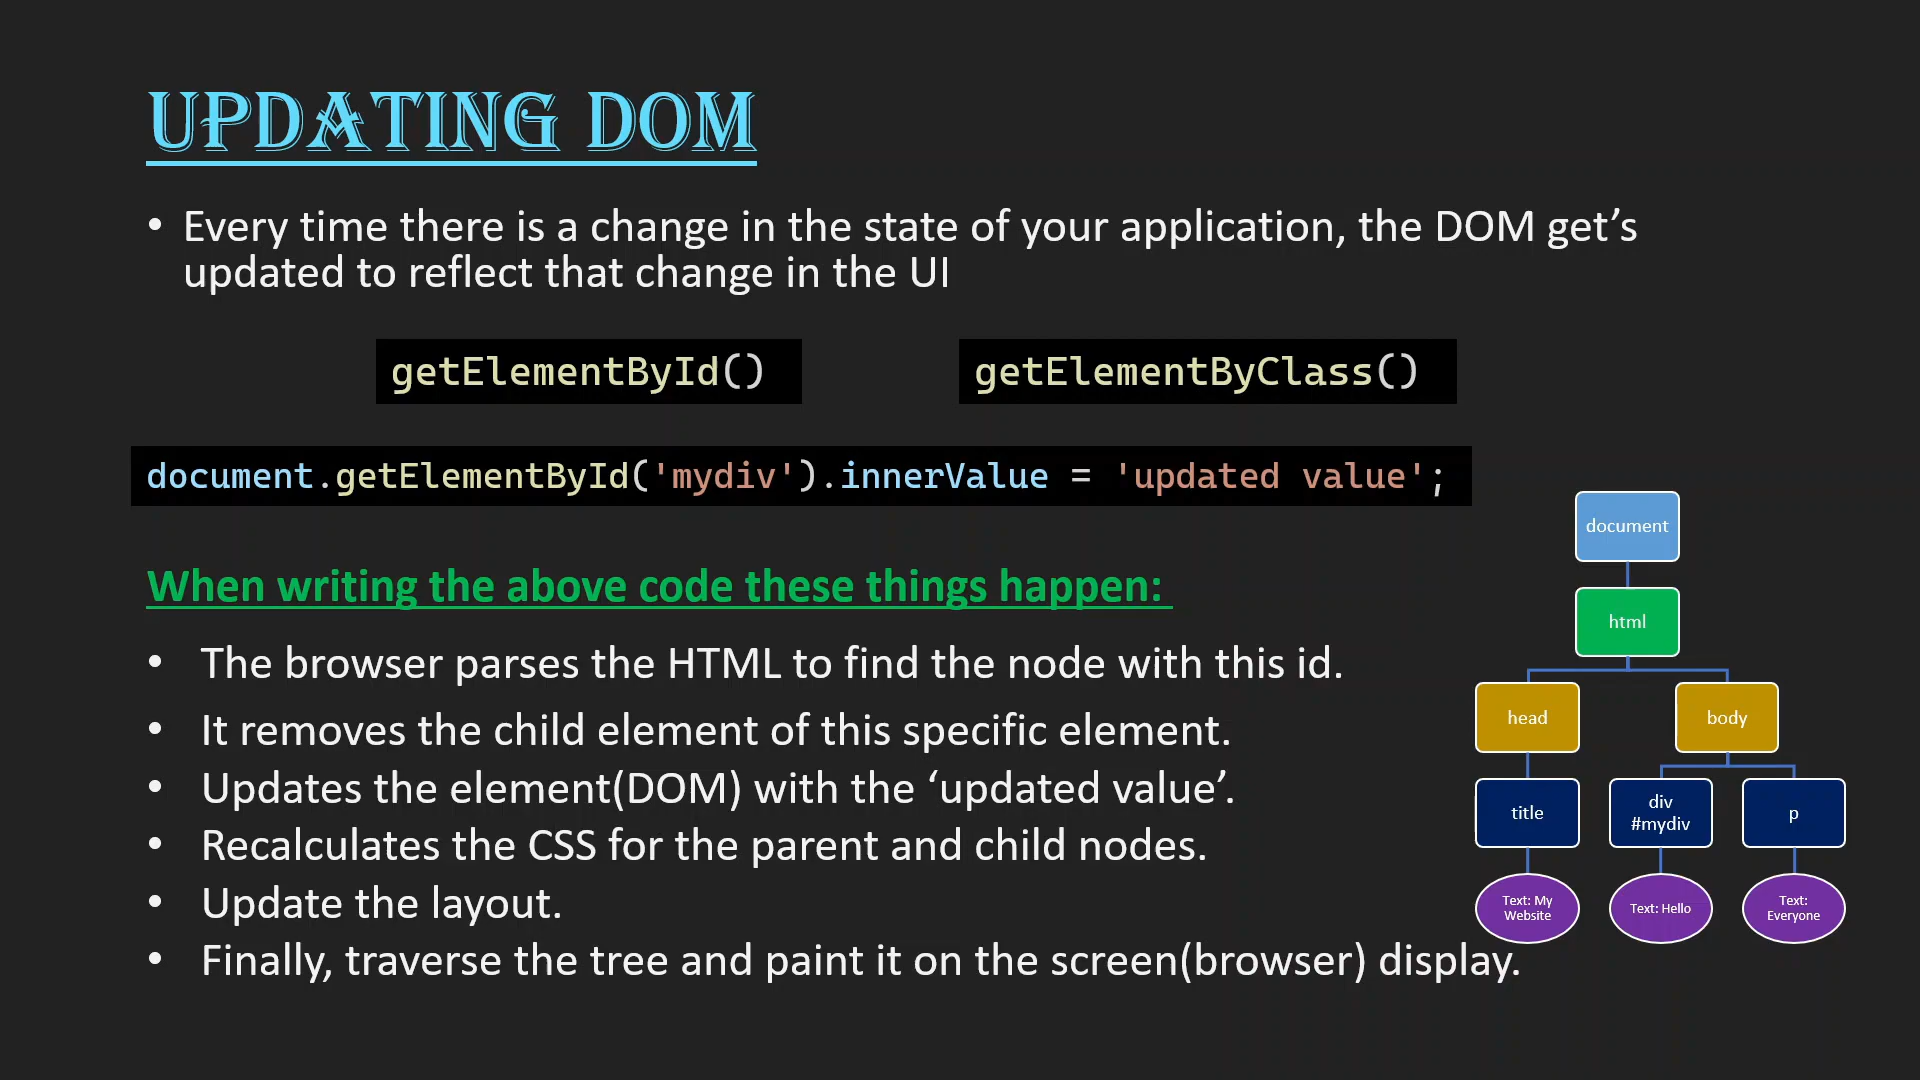 UPDATING DOM
• Every time there is a change in the state of your application, the DOM get’s
updated to reflect that change in the UI
getElementById()
getElementByClass()
document.getElementById('mydiv').innerValue = 'updated value';
When writing the above code these things happen:
• The browser parses the HTML to find the node with this id.
• It removes the child element of this specific element.
• Updates the element(DOM) with the ‘updated value’.
• Recalculates the CSS for the parent and child nodes.
• Update the layout.
• Finally, traverse the tree and paint it on the screen(browser) display.
document
html
head
body
title
div
#mydiv
p
Text: My
Website
Text: Hello
Text:
Everyone